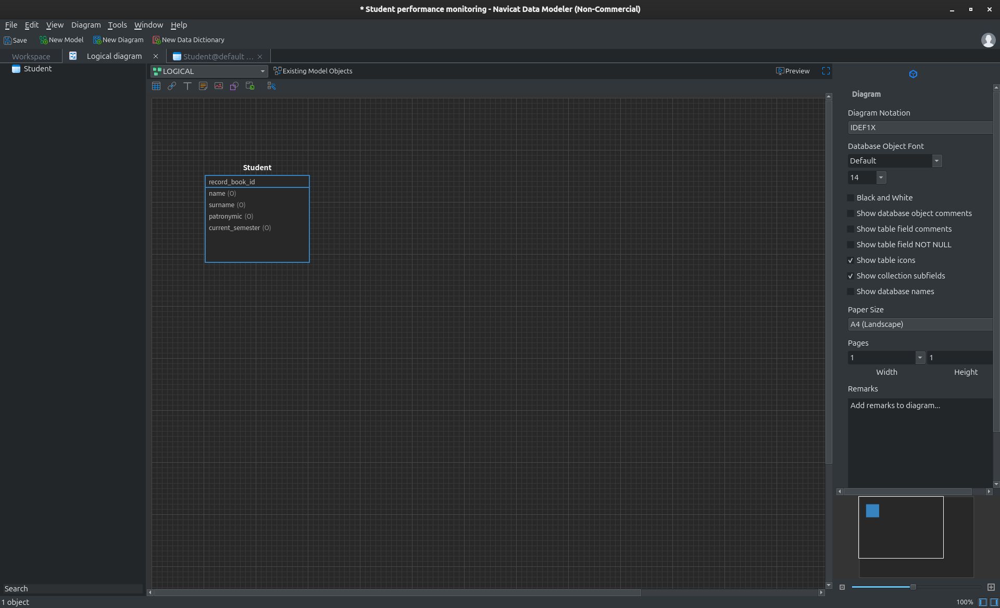 * Student performance monitoring - Navicat Data Modeler (Non-Commercial)
File Edit View Diagram Tools Window Help
Save New Model New Diagram New Data Dictionary
Workspace Logical diagram Student@default ...
Student
LOGICAL Existing Model Objects Preview
Diagram
Diagram Notation
IDEF1X
Database Object Font
Default
14
Black and White
Show database object comments
Show table field comments
Show table field NOT NULL
Show table icons
Show collection subfields
Show database names
Paper Size
A4 (Landscape)
Pages
1 1
Width Height
Remarks
Add remarks to diagram...
Student
record_book_id
name (O)
surname (O)
patronymic (O)
current_semester (O)
Search
1 object
100%